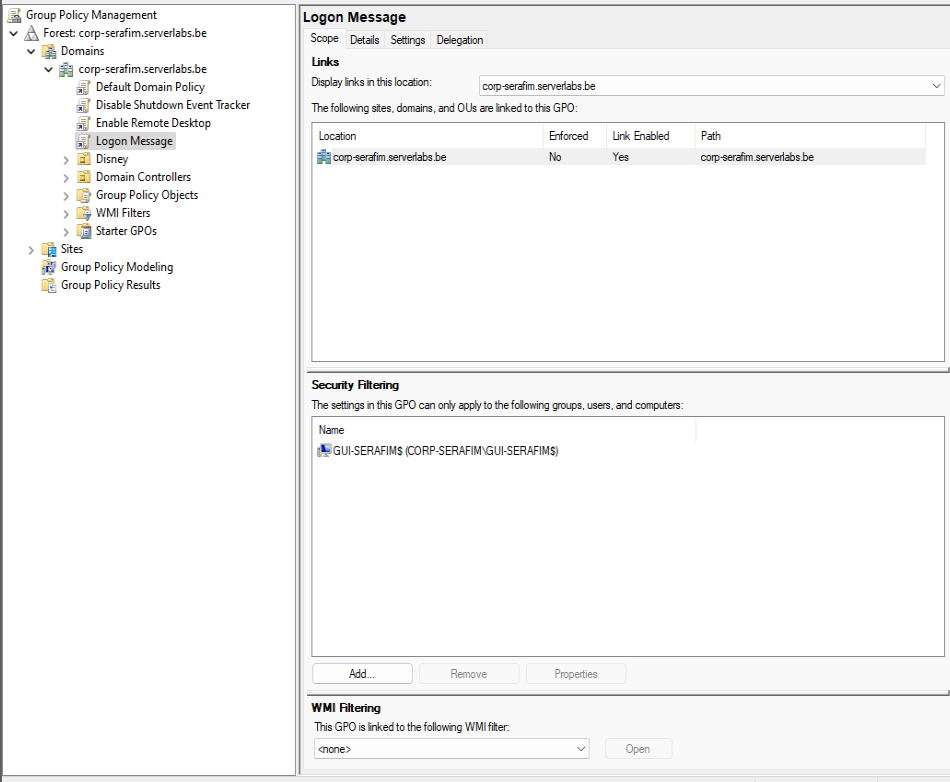 Group Policy Management
Forest: corp-serafim.serverlabs.be
Domains
corp-serafim.serverlabs.be
Default Domain Policy
Disable Shutdown Event Tracker
Enable Remote Desktop
Logon Message
Disney
Domain Controllers
Group Policy Objects
WMI Filters
Starter GPOs
Sites
Group Policy Modeling
Group Policy Results
Logon Message
Scope Details Settings Delegation
Links
Display links in this location: corp-serafim.serverlabs.be
The following sites, domains, and OUs are linked to this GPO:
Location Enforced Link Enabled Path
corp-serafim.serverlabs.be No Yes corp-serafim.serverlabs.be
Security Filtering
The settings in this GPO can only apply to the following groups, users, and computers:
Name
GUI-SERAFIM$ (CORP-SERAFIM\GUI-SERAFIM$)
Add... Remove Properties
WMI Filtering
This GPO is linked to the following WMI filter:
<none> Open